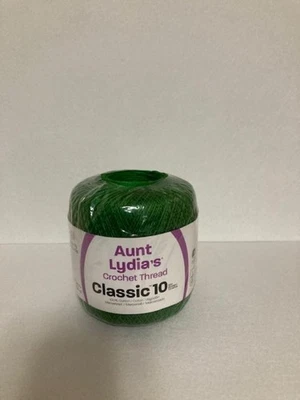 Aunt
Lydia's
Crochet Thread
Classic 10